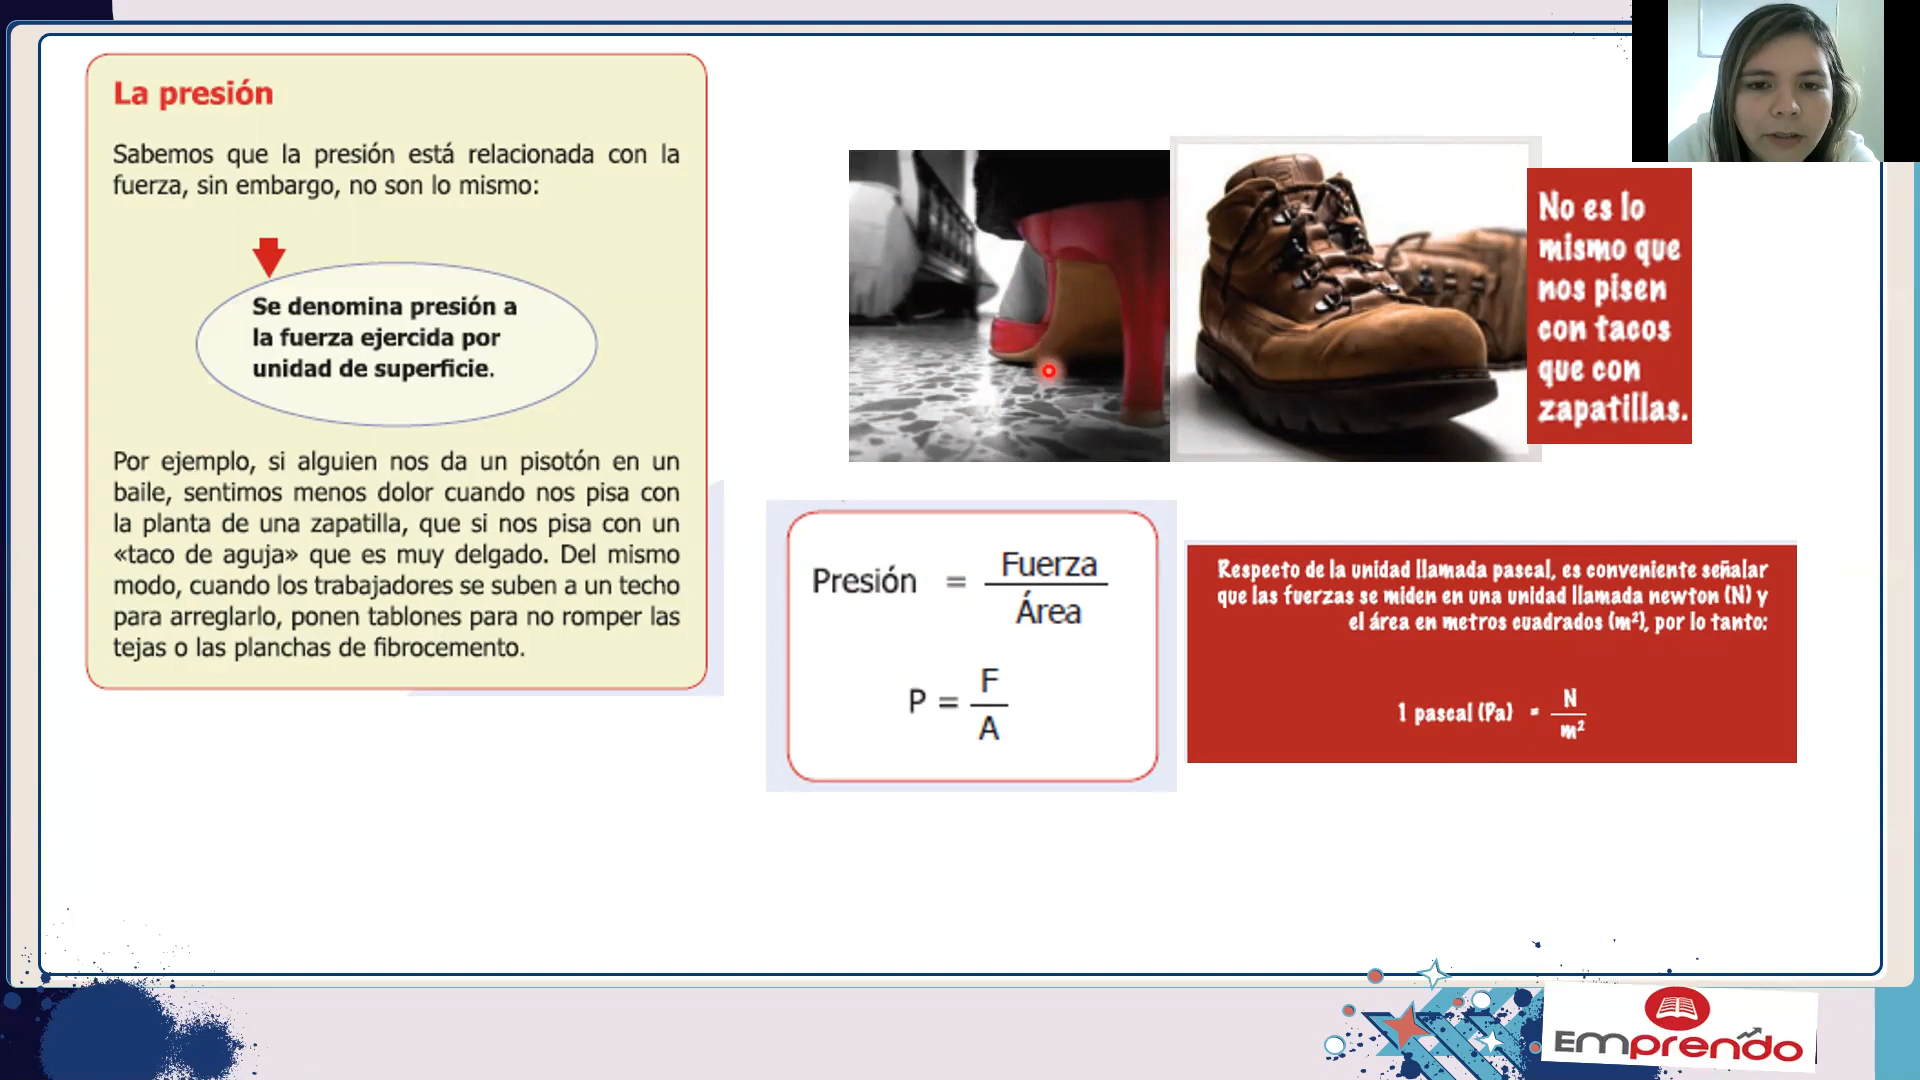 La presión
Sabemos que la presión está relacionada con la
fuerza, sin embargo, no son lo mismo:
Se denomina presión a
la fuerza ejercida por
unidad de superficie.
Por ejemplo, si alguien nos da un pisotón en un
baile, sentimos menos dolor cuando nos pisa con
la planta de una zapatilla, que si nos pisa con un
«taco de aguja» que es muy delgado. Del mismo
modo, cuando los trabajadores se suben a un techo
para arreglarlo, ponen tablones para no romper las
tejas o las planchas de fibrocemento.
No es lo
mismo que
nos pisen
con tacos
que con
zapatillas.
Presión = Fuerza
Área
P = F
A
Respecto de la unidad llamada pascal, es conveniente señalar
que las fuerzas se miden en una unidad llamada newton (N) y
el área en metros cuadrados (m²), por lo tanto:
1 pascal (Pa) = N
m²
Emprendo